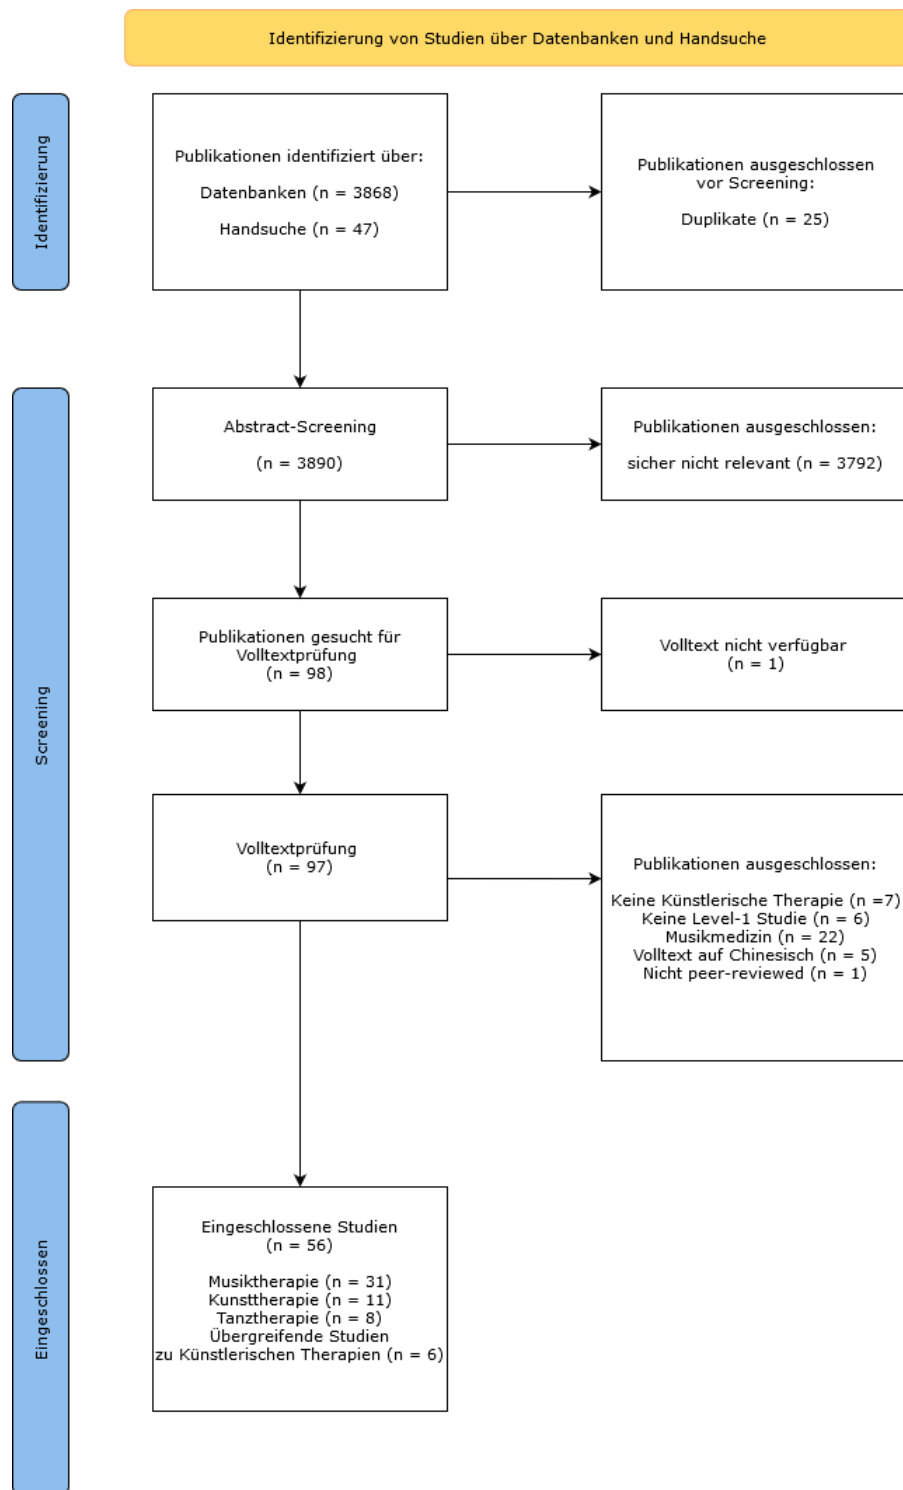 Identifizierung von Studien über Datenbanken und Handsuche
Identifizierung
Publikationen identifiziert über:
Datenbanken (n = 3868)
Handsuche (n = 47)
Publikationen ausgeschlossen
vor Screening:
Duplikate (n = 25)
Screening
Abstract-Screening
(n = 3890)
Publikationen ausgeschlossen:
sicher nicht relevant (n = 3792)
Publikationen gesucht für
Volltextprüfung
(n = 98)
Volltext nicht verfügbar
(n = 1)
Volltextprüfung
(n = 97)
Publikationen ausgeschlossen:
Keine Künstlerische Therapie (n =7)
Keine Level-1 Studie (n = 6)
Musikmedizin (n = 22)
Volltext auf Chinesisch (n = 5)
Nicht peer-reviewed (n = 1)
Eingeschlossen
Eingeschlossene Studien
(n = 56)
Musiktherapie (n = 31)
Kunsttherapie (n = 11)
Tanztherapie (n = 8)
Übergreifende Studien
zu Künstlerischen Therapien (n = 6)